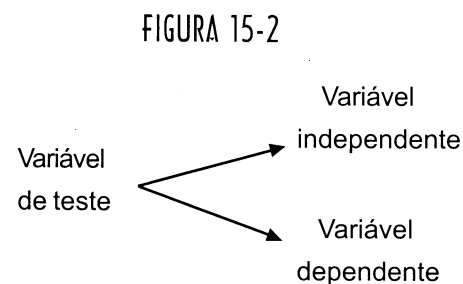 FIGURA 15-2
Variável
independente
Variável
de teste
Variável
dependente